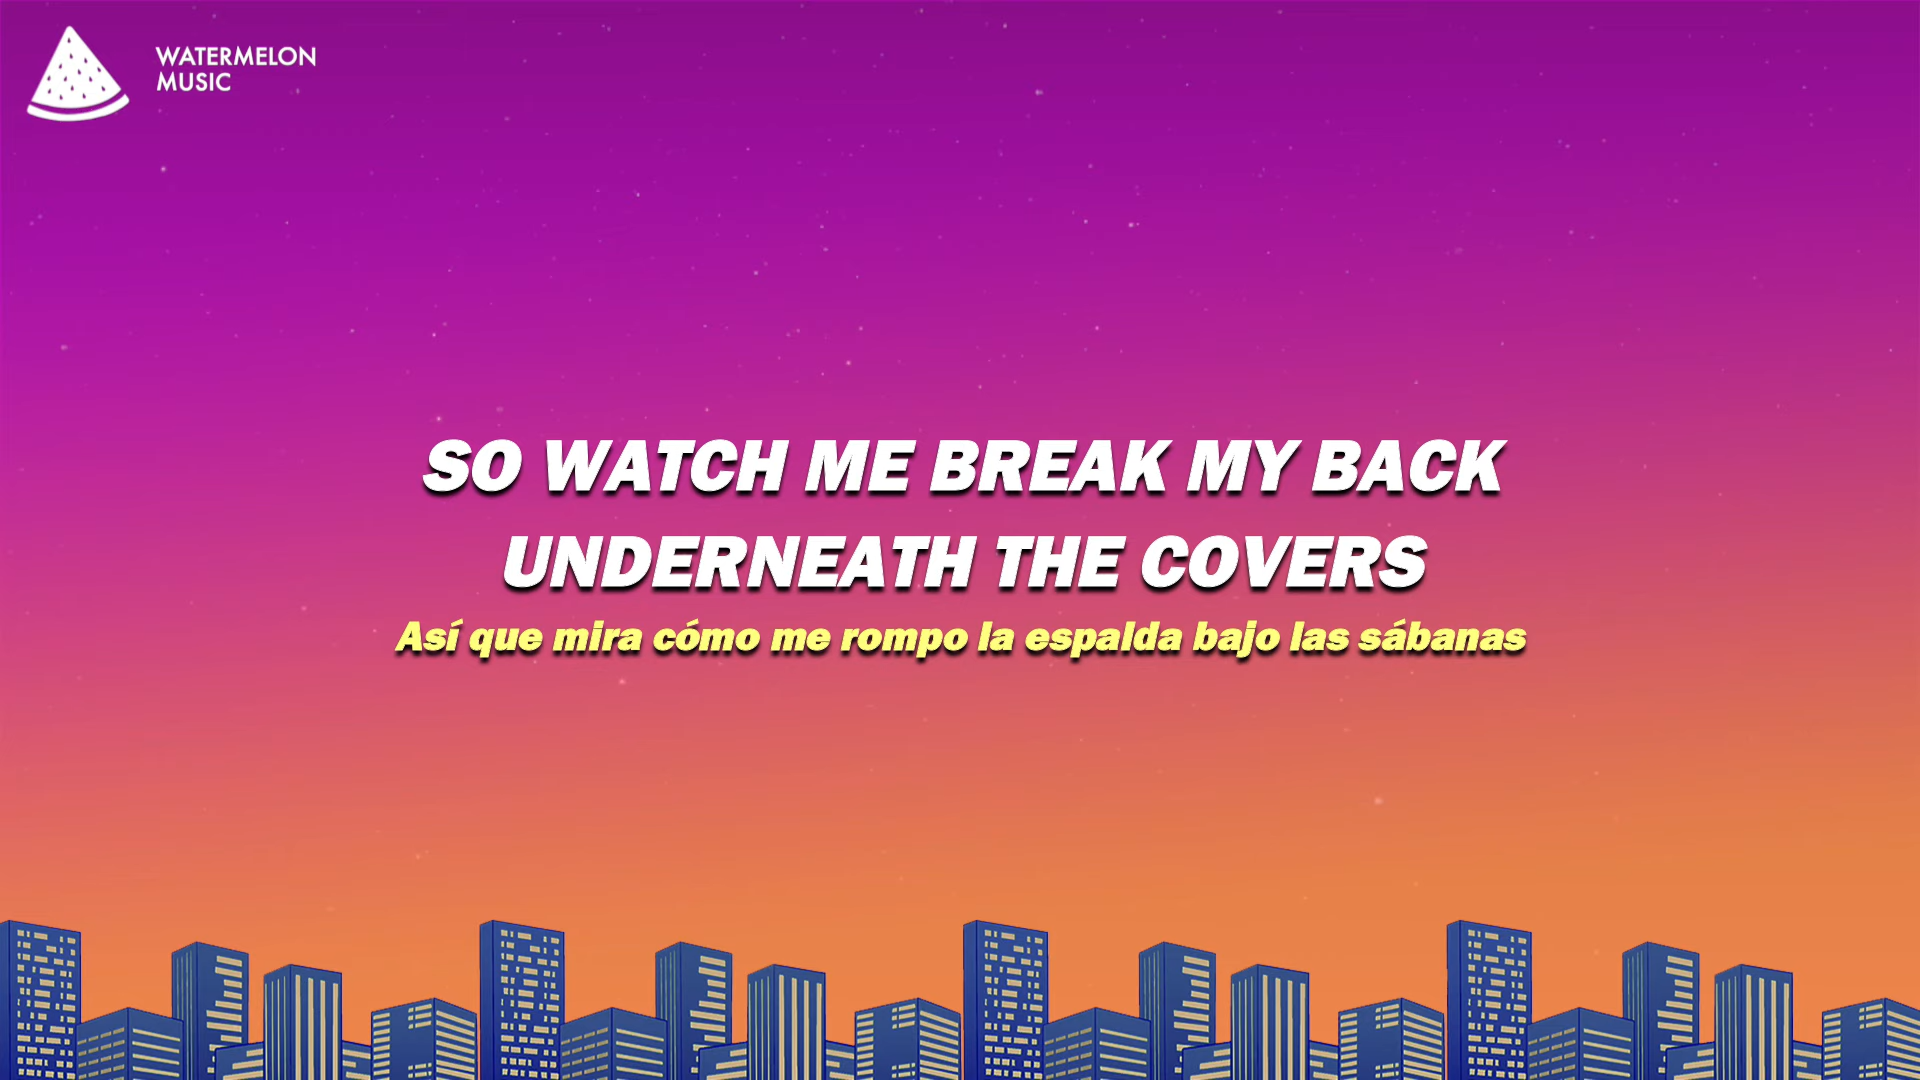 WATERMELON
MUSIC
SO WATCH ME BREAK MY BACK
UNDERNEATH THE COVERS
Así que mira cómo me rompo la espalda bajo las sábanas